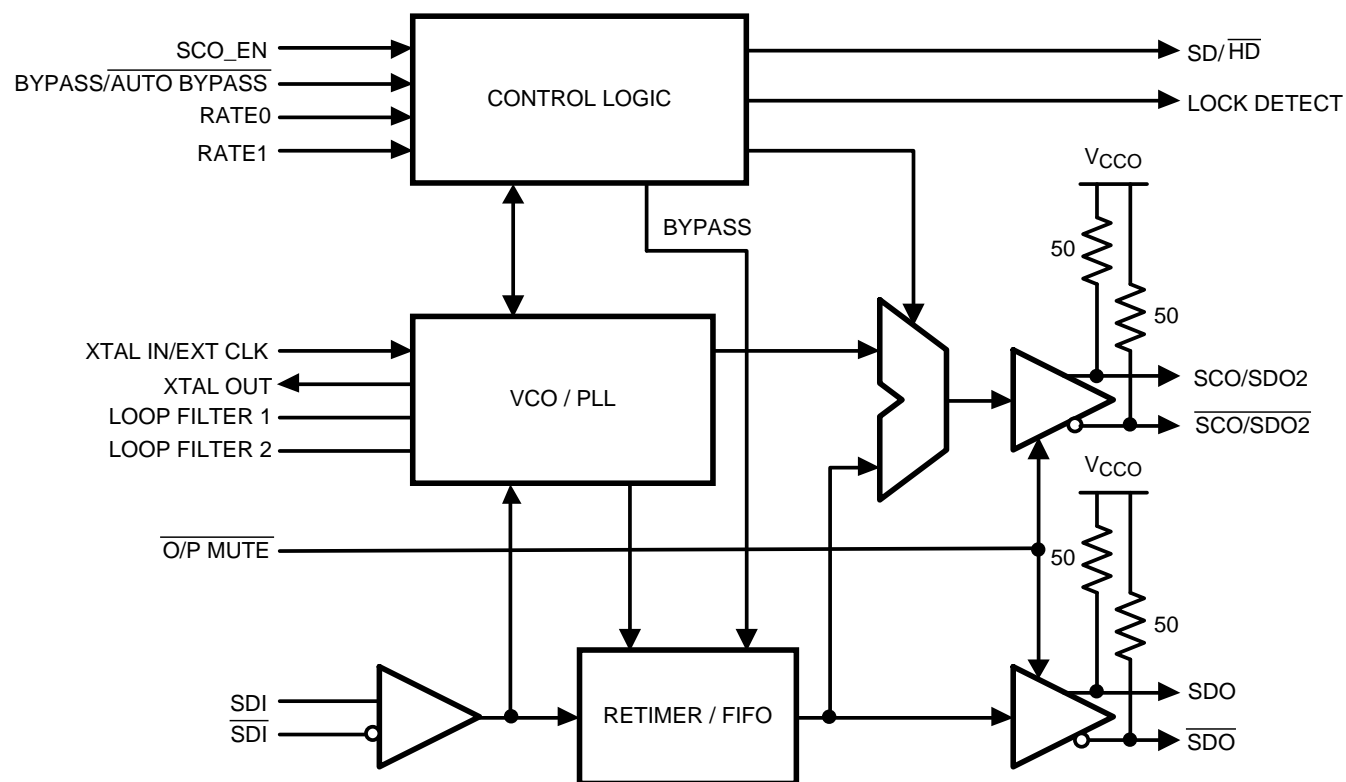 SCO_EN
BYPASS/AUTO BYPASS
RATE0
RATE1
CONTROL LOGIC
SD/HD
LOCK DETECT
BYPASS
VCCO
50
50
XTAL IN/EXT CLK
XTAL OUT
LOOP FILTER 1
LOOP FILTER 2
VCO / PLL
SCO/SDO2
SCO/SDO2
VCCO
O/P MUTE
50
50
SDI
SDI
RETIMER / FIFO
SDO
SDO